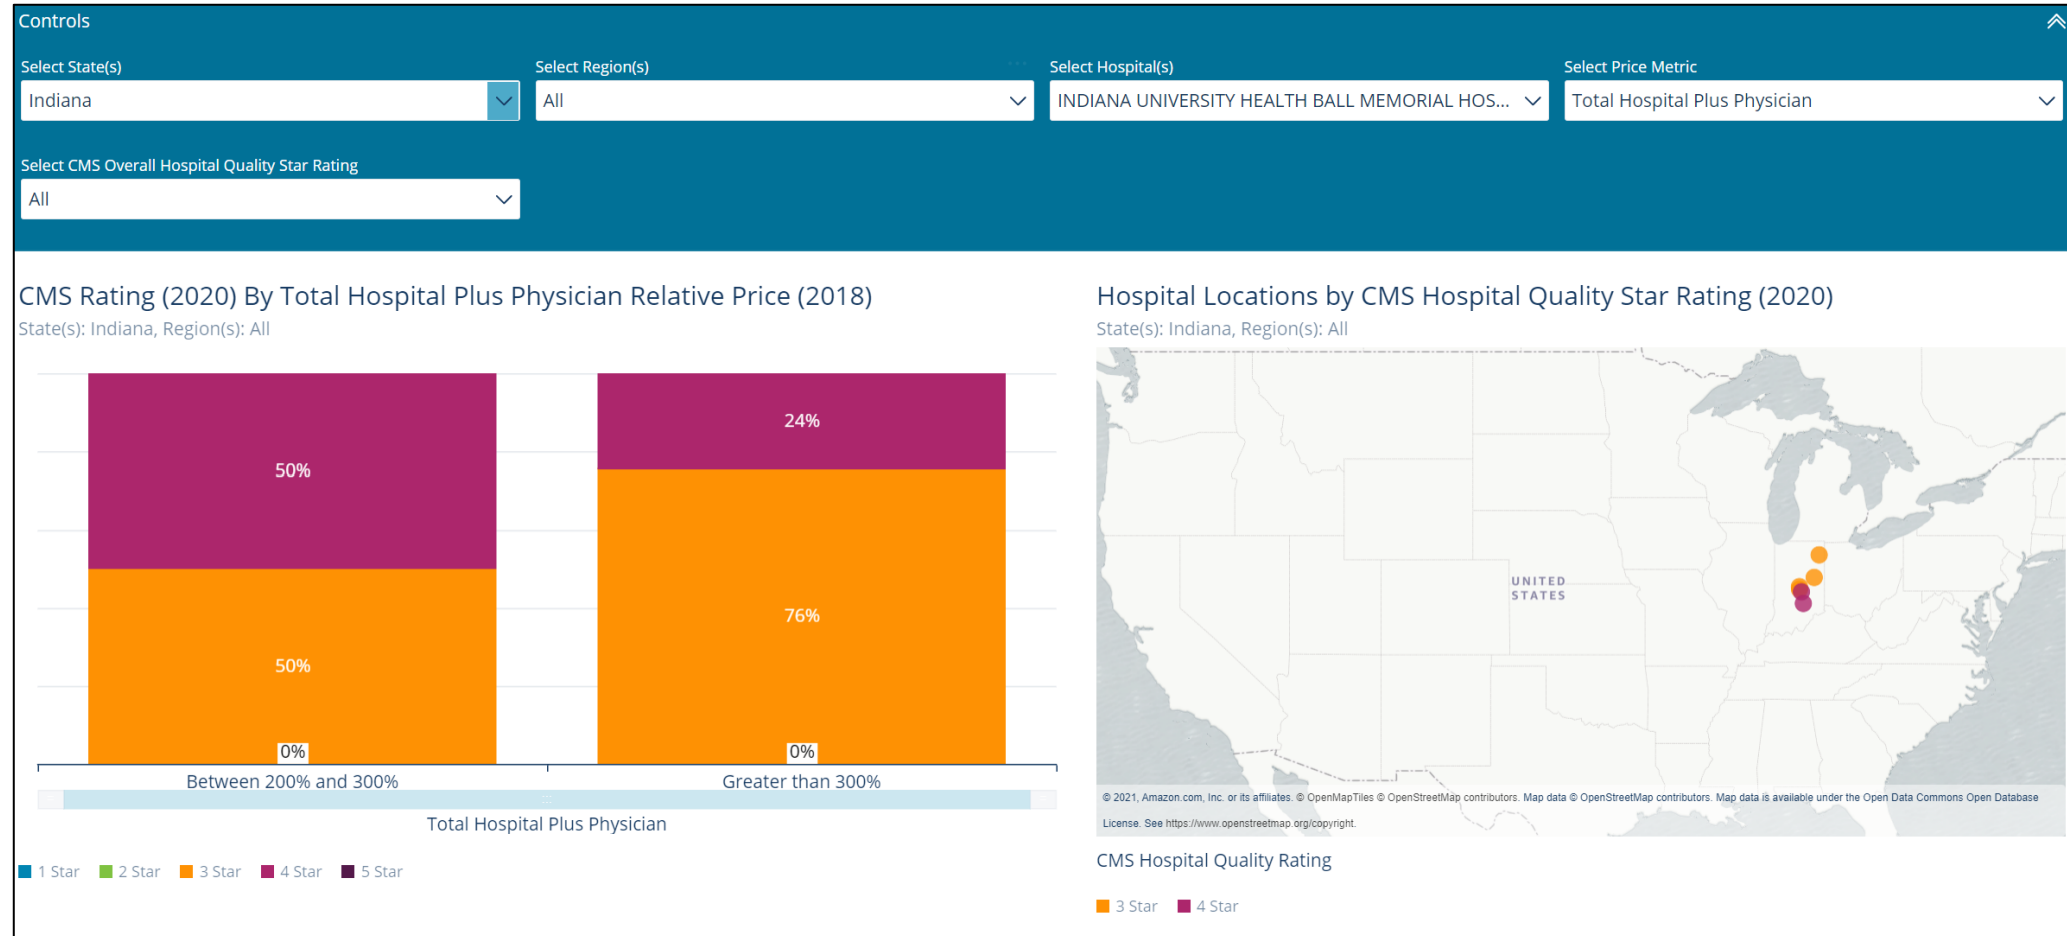 Controls
Select State(s)
Indiana
Select Region(s)
All
Select Hospital(s)
INDIANA UNIVERSITY HEALTH BALL MEMORIAL HOS...
Select Price Metric
Total Hospital Plus Physician
Select CMS Overall Hospital Quality Star Rating
All
CMS Rating (2020) By Total Hospital Plus Physician Relative Price (2018)
State(s): Indiana, Region(s): All
50%
50%
0%
24%
76%
0%
Between 200% and 300%
Greater than 300%
Total Hospital Plus Physician
1 Star
2 Star
3 Star
4 Star
5 Star
Hospital Locations by CMS Hospital Quality Star Rating (2020)
State(s): Indiana, Region(s): All
UNITED
STATES
© 2021, Amazon.com, Inc. or its affiliates. © OpenMapTiles © OpenStreetMap contributors. Map data © OpenStreetMap contributors. Map data is available under the Open Data Commons Open Database
License. See https://www.openstreetmap.org/copyright.
CMS Hospital Quality Rating
3 Star
4 Star